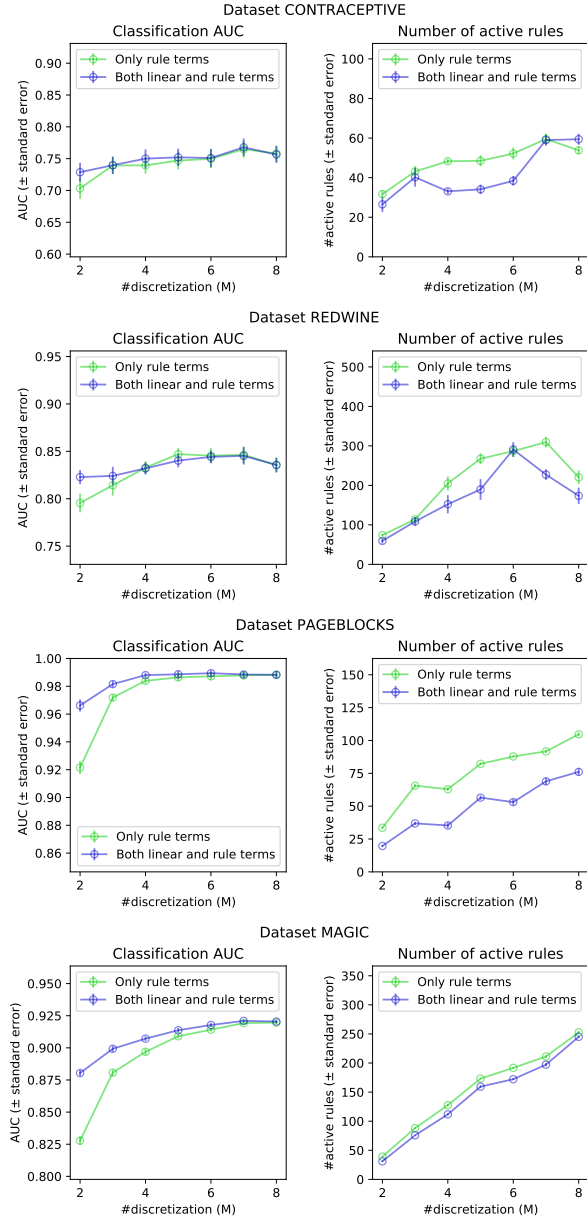 Dataset CONTRACEPTIVE
Classification AUC
AUC (± standard error)
0.90
0.85
0.80
0.75
0.70
0.65
0.60
Only rule terms
Both linear and rule terms
2 4 6 8
#discretization (M)
Number of active rules
#active rules (± standard error)
100
80
60
40
20
0
Only rule terms
Both linear and rule terms
2 4 6 8
#discretization (M)
Dataset REDWINE
Classification AUC
AUC (± standard error)
0.95
0.90
0.85
0.80
0.75
Only rule terms
Both linear and rule terms
2 4 6 8
#discretization (M)
Number of active rules
#active rules (± standard error)
500
400
300
200
100
0
Only rule terms
Both linear and rule terms
2 4 6 8
#discretization (M)
Dataset PAGEBLOCKS
Classification AUC
AUC (± standard error)
1.00
0.98
0.96
0.94
0.92
0.90
0.88
0.86
Only rule terms
Both linear and rule terms
2 4 6 8
#discretization (M)
Number of active rules
#active rules (± standard error)
150
125
100
75
50
25
0
Only rule terms
Both linear and rule terms
2 4 6 8
#discretization (M)
Dataset MAGIC
Classification AUC
AUC (± standard error)
0.950
0.925
0.900
0.875
0.850
0.825
0.800
Only rule terms
Both linear and rule terms
2 4 6 8
#discretization (M)
Number of active rules
#active rules (± standard error)
350
300
250
200
150
100
50
0
Only rule terms
Both linear and rule terms
2 4 6 8
#discretization (M)